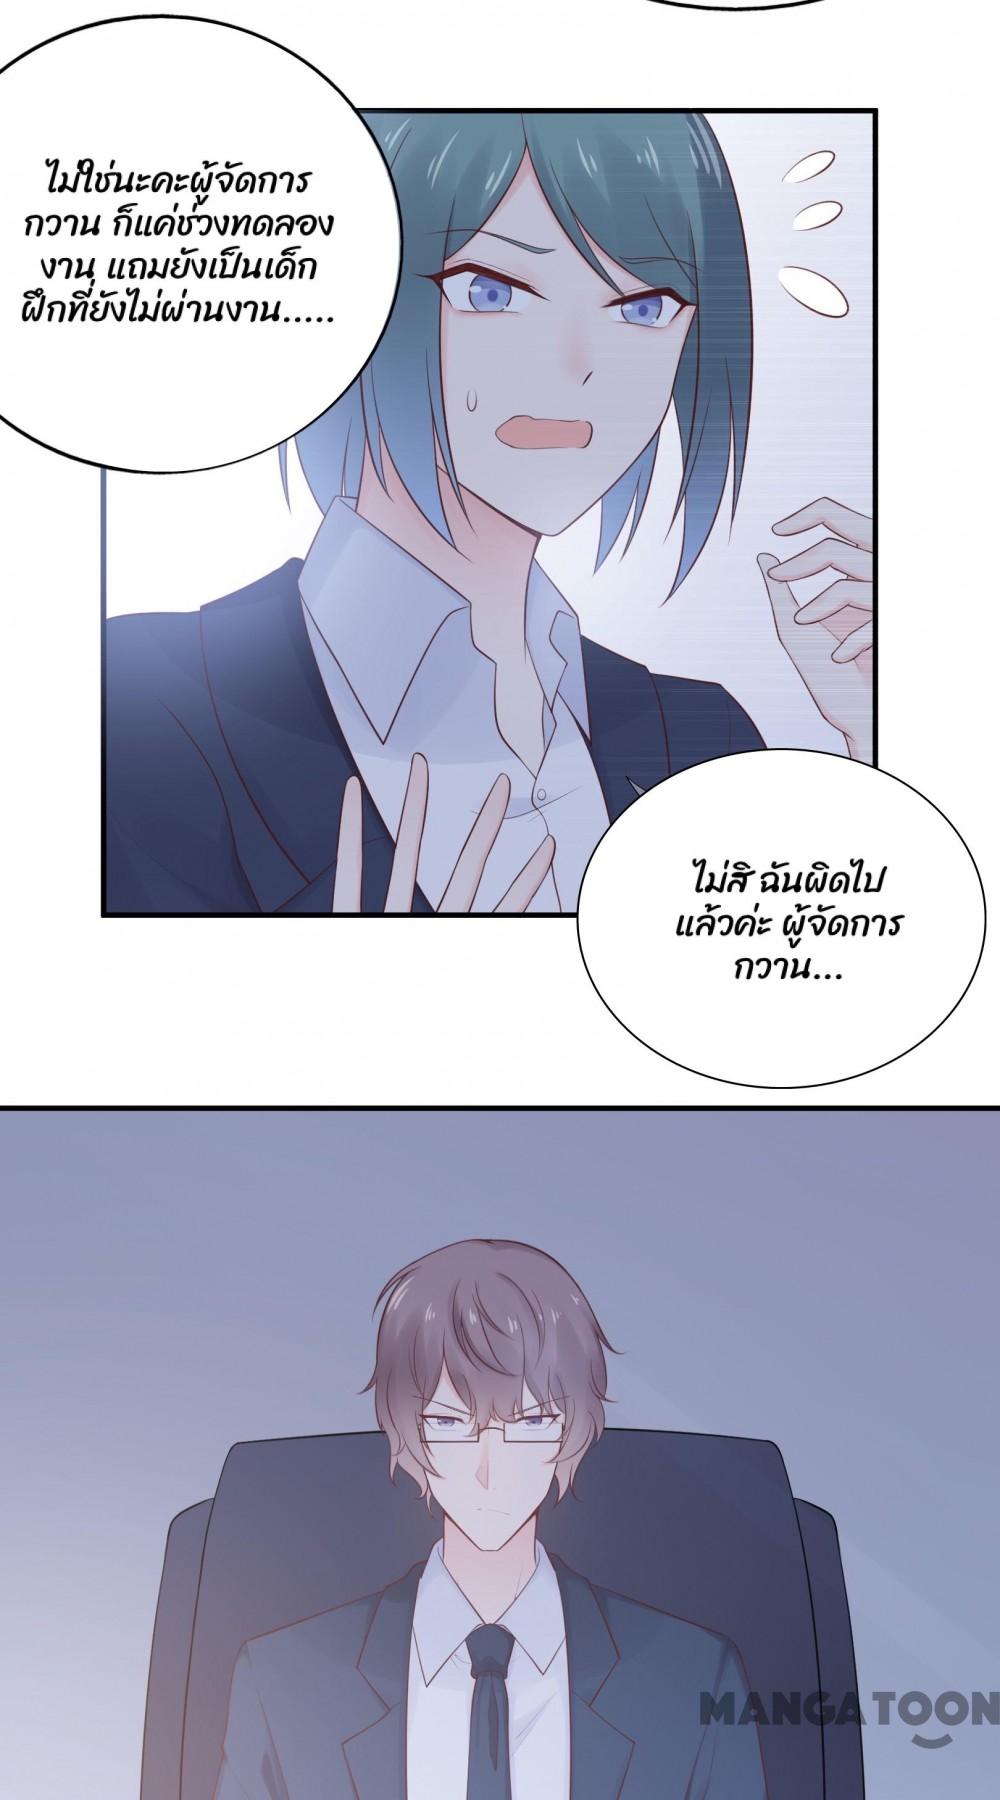 ไม่ใช่นะคะผู้จัดการ
กวาน ก็แค่ช่วงทดลอง
งาน แถมยังเป็นเด็ก
ฝึกที่ยังไม่ผ่านงาน.....
ไม่สิ ฉันผิดไป
แล้วค่ะ ผู้จัดการ
กวาน...
MANGATOON